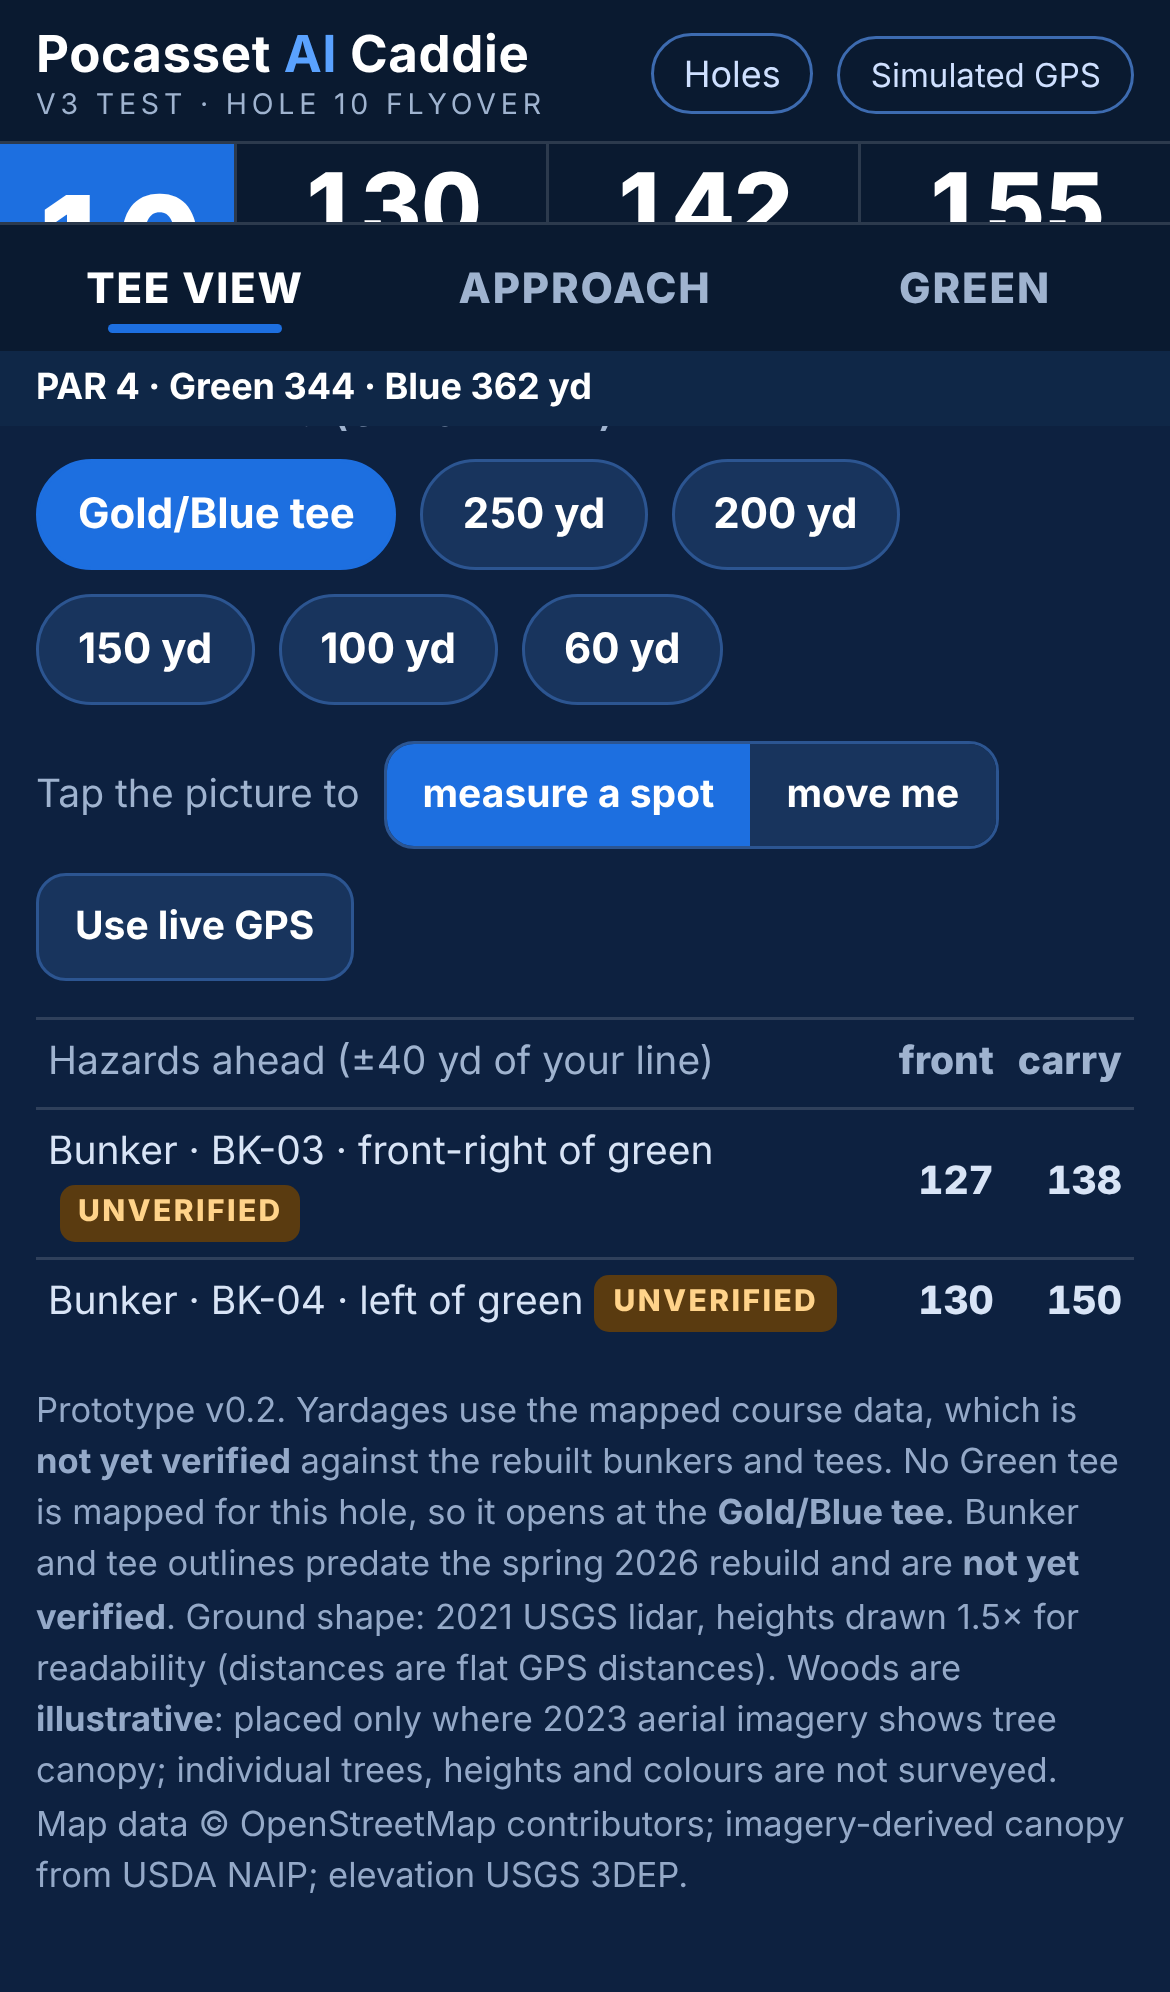 Pocasset AI Caddie
V3 TEST · HOLE 10 FLYOVER
Holes
Simulated GPS
10 130 142 155
TEE VIEW APPROACH GREEN
PAR 4 · Green 344 · Blue 362 yd
Gold/Blue tee 250 yd 200 yd
150 yd 100 yd 60 yd
Tap the picture to measure a spot move me
Use live GPS
Hazards ahead (±40 yd of your line) front carry
Bunker · BK-03 · front-right of green 127 138
UNVERIFIED
Bunker · BK-04 · left of green UNVERIFIED 130 150
Prototype v0.2. Yardages use the mapped course data, which is
not yet verified against the rebuilt bunkers and tees. No Green tee
is mapped for this hole, so it opens at the Gold/Blue tee. Bunker
and tee outlines predate the spring 2026 rebuild and are not yet
verified. Ground shape: 2021 USGS lidar, heights drawn 1.5× for
readability (distances are flat GPS distances). Woods are
illustrative: placed only where 2023 aerial imagery shows tree
canopy; individual trees, heights and colours are not surveyed.
Map data © OpenStreetMap contributors; imagery-derived canopy
from USDA NAIP; elevation USGS 3DEP.